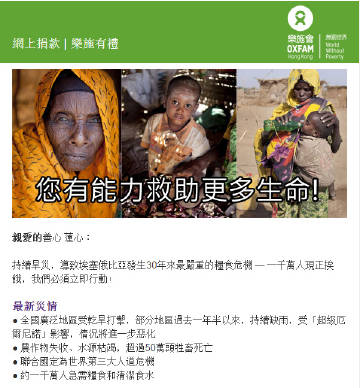 網上捐款 | 樂施有禮
樂施會
OXFAM
Hong Kong
無窮世界
World
Without
Poverty
您有能力救助更多生命!
親愛的善心 蓮心：
持續旱災，導致埃塞俄比亞發生30年來最嚴重的糧食危機 — 一千萬人現正挨
餓，我們必須立即行動!
最新災情
● 全國廣泛地區受乾旱打擊，部分地區過去一年半以來，持續缺雨，受「超級厄
爾尼諾」影響，情況將進一步惡化
● 農作物失收、水源枯竭，超過50萬頭牲畜死亡
● 聯合國定為世界第三大人道危機
● 約一千萬人急需糧食和清潔食水